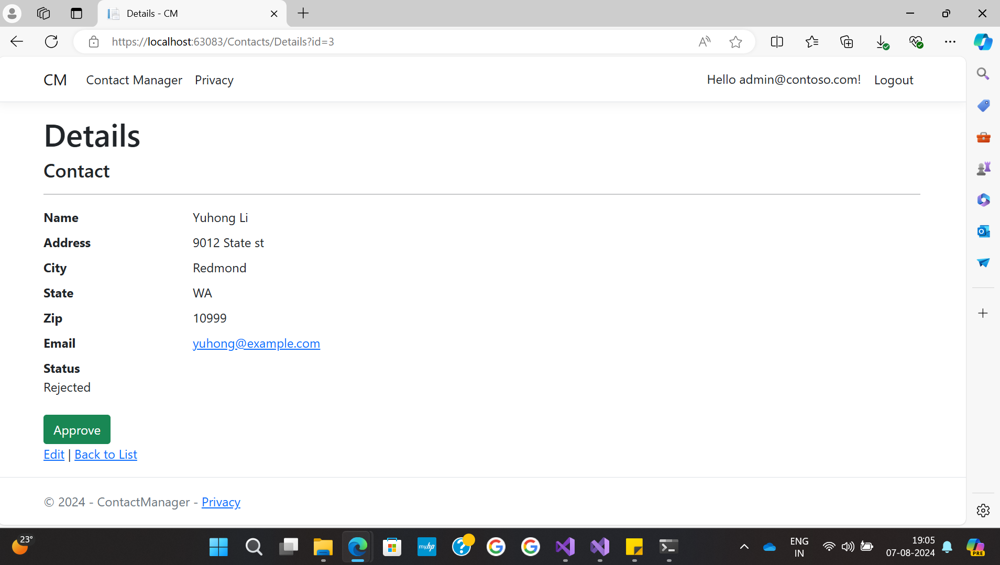 Details - CM
https://localhost:63083/Contacts/Details?id=3
CM Contact Manager Privacy Hello admin@contoso.com! Logout
Details
Contact
Name Yuhong Li
Address 9012 State st
City Redmond
State WA
Zip 10999
Email yuhong@example.com
Status
Rejected
Approve
Edit | Back to List
© 2024 - ContactManager - Privacy
23°
myhp
ENG
IN
19:05
07-08-2024
PRE